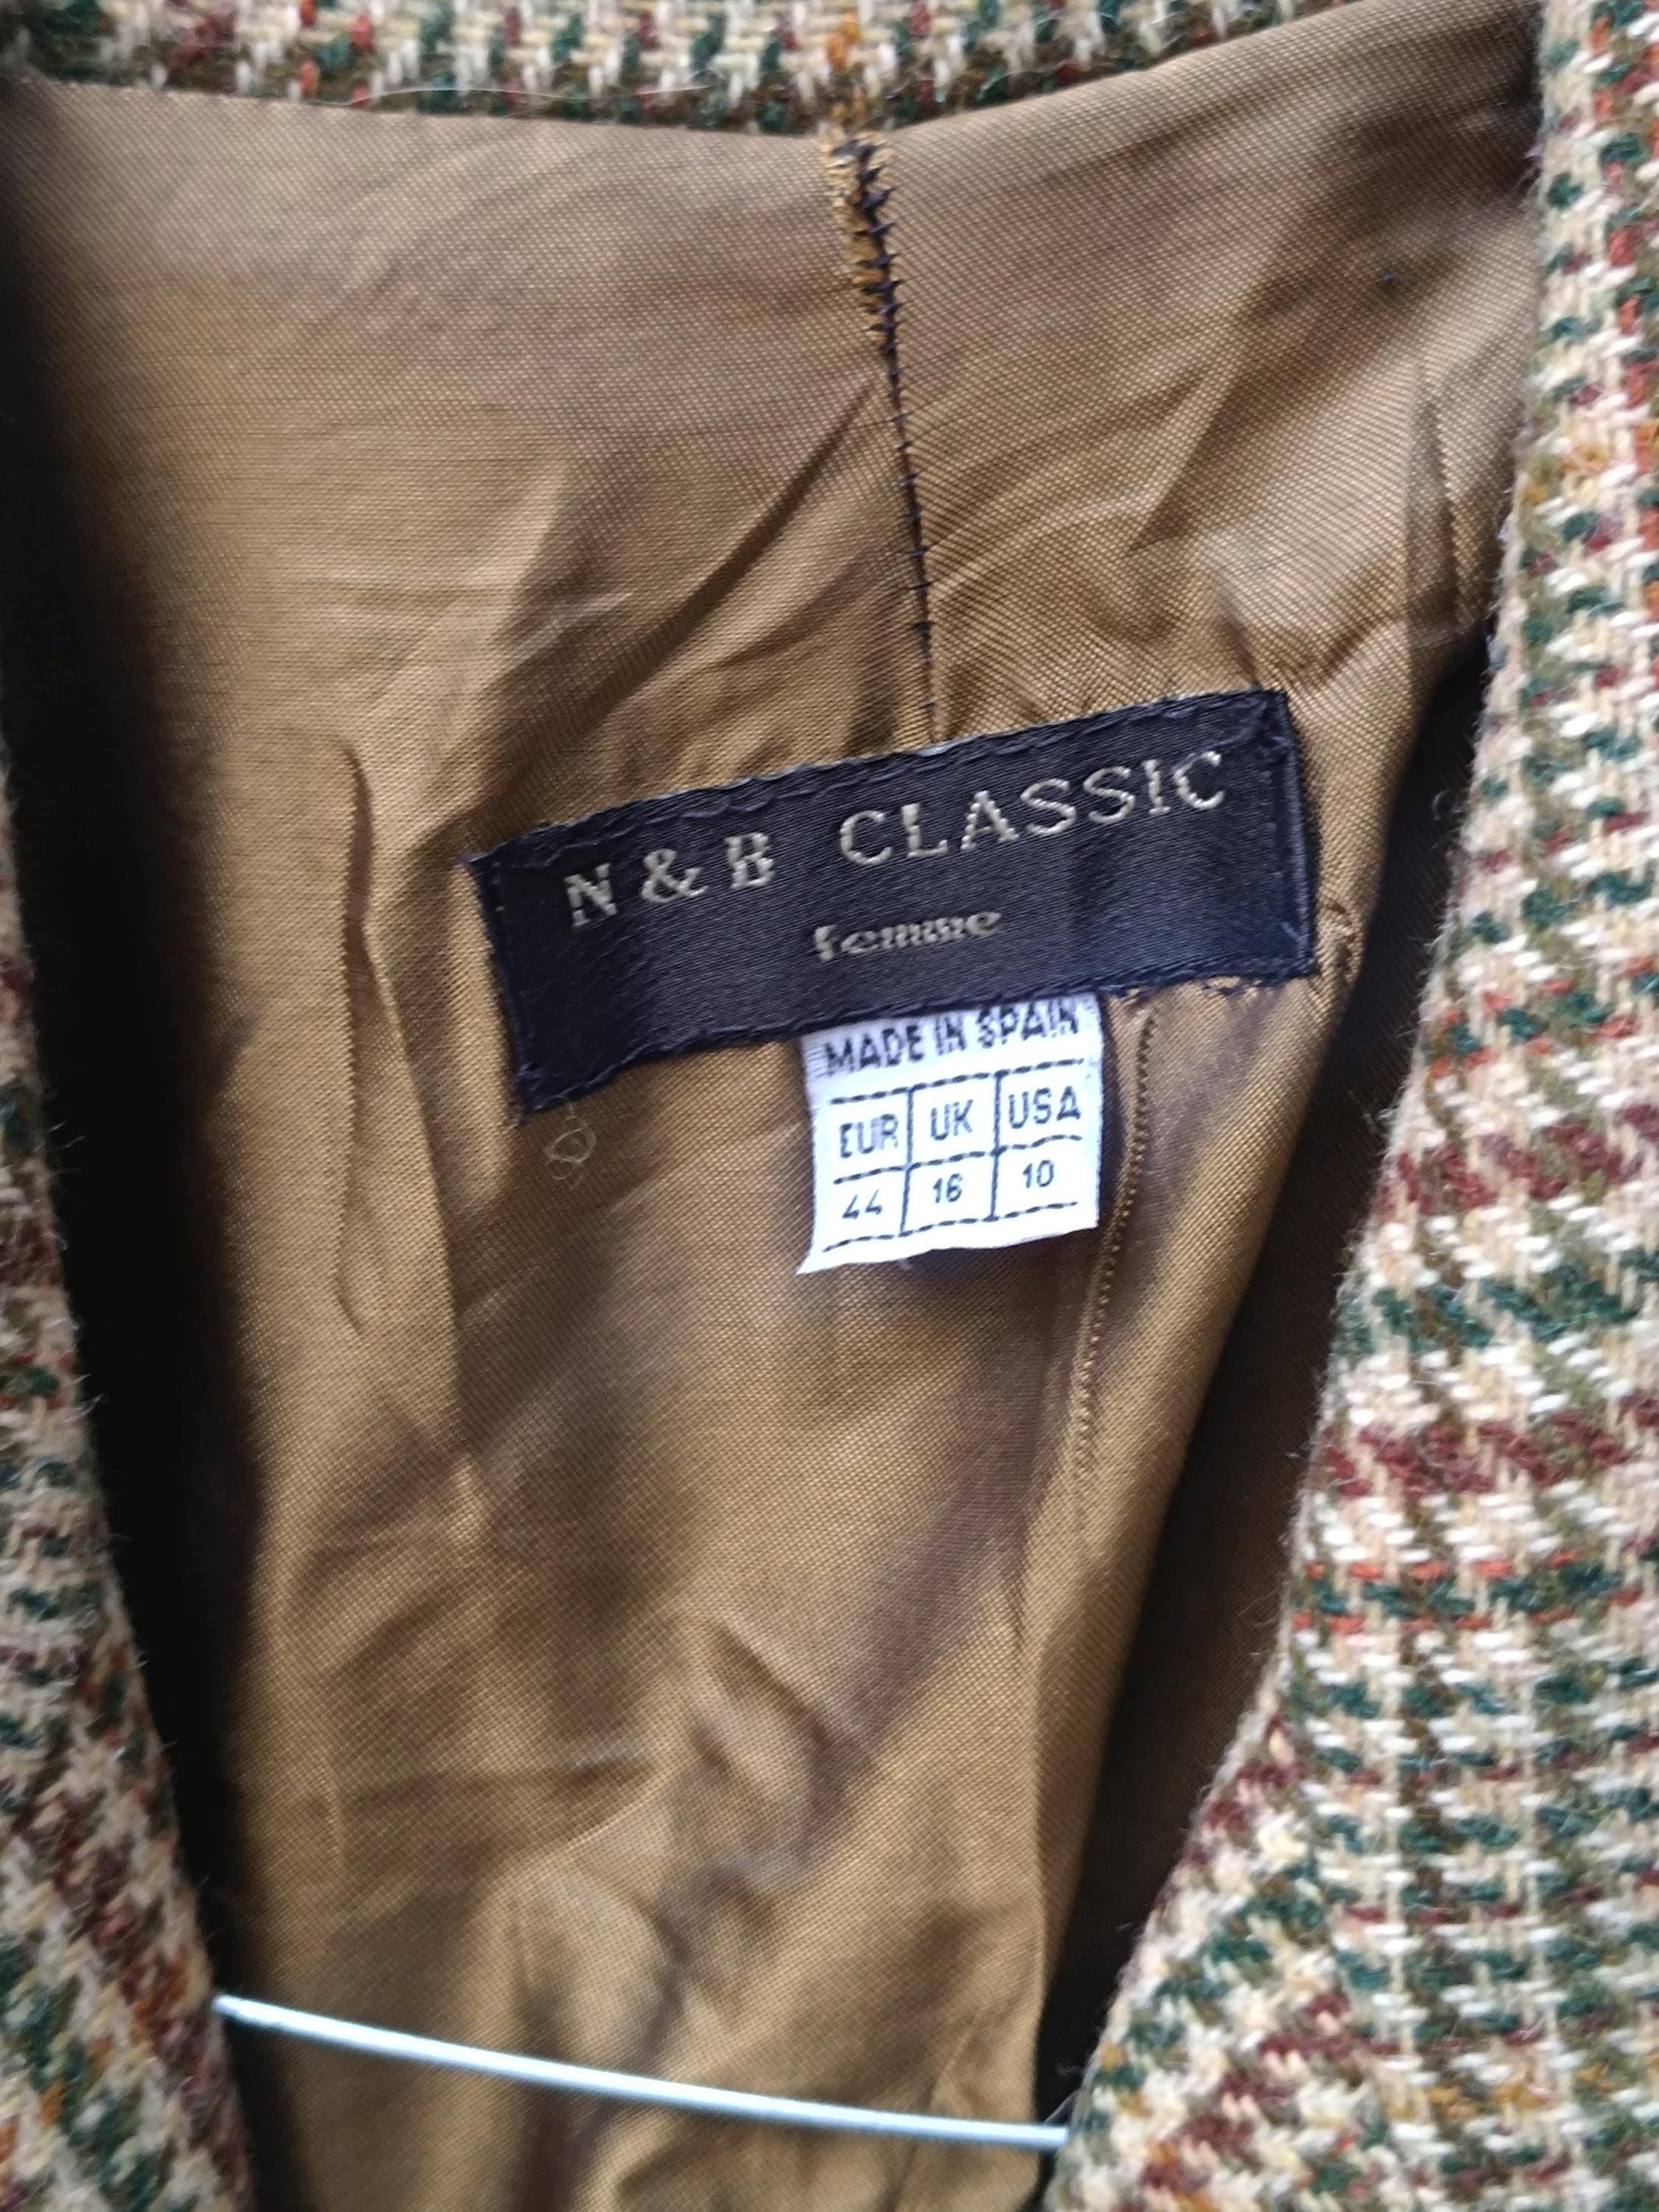 N & B CLASSIC
Femme
MADE IN SPAIN
EUR UK USA
44 16 10